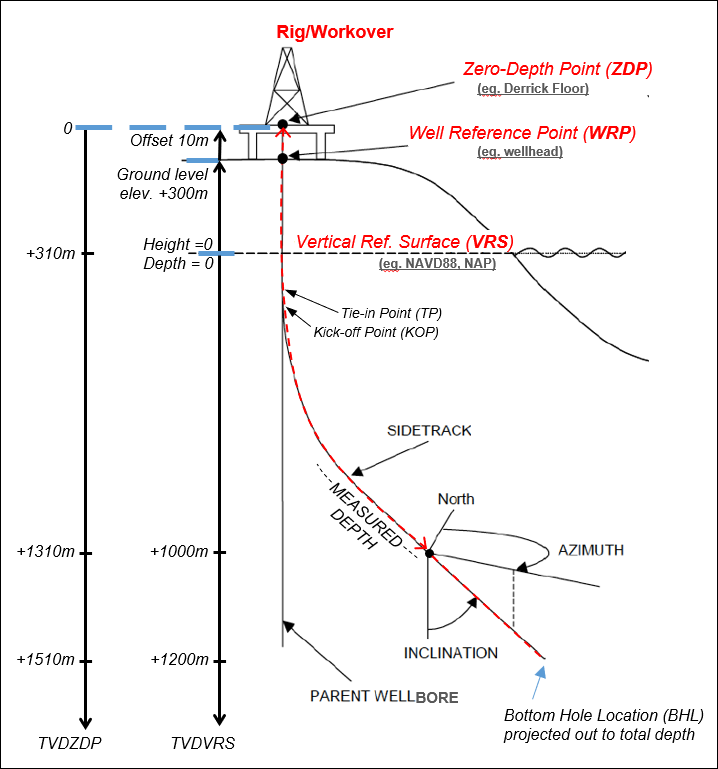 Rig/Workover
Zero-Depth Point (ZDP)
(eg. Derrick Floor)
0
Offset 10m
Well Reference Point (WRP)
(eg. wellhead)
Ground level
elev. +300m
Height =0
Depth = 0
+310m
Vertical Ref. Surface (VRS)
(eg. NAVD88, NAP)
Tie-in Point (TP)
Kick-off Point (KOP)
SIDETRACK
MEASURED
DEPTH
North
AZIMUTH
+1310m
+1000m
INCLINATION
+1510m
+1200m
PARENT WELLBORE
Bottom Hole Location (BHL)
projected out to total depth
TVDZDP
TVDVRS